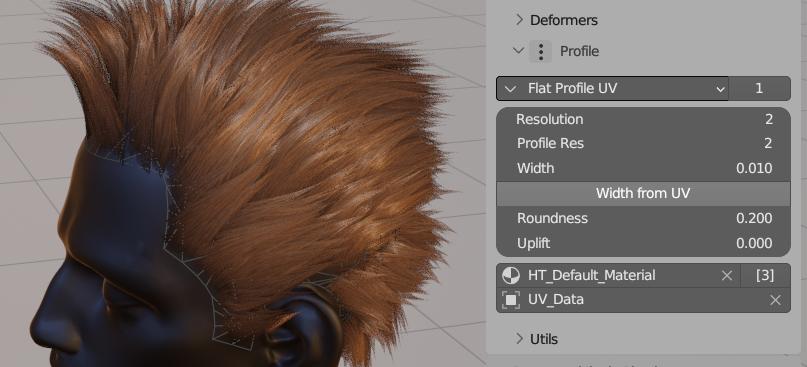 Deformers
Profile
Flat Profile UV 1
Resolution 2
Profile Res 2
Width 0.010
Width from UV
Roundness 0.200
Uplift 0.000
HT_Default_Material [3]
UV_Data
Utils